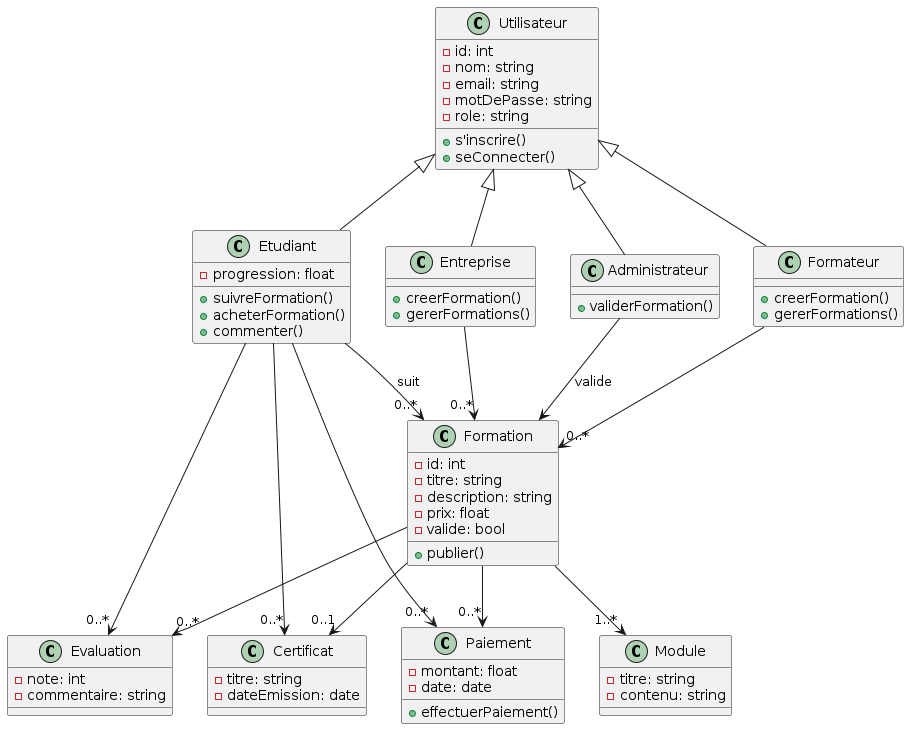 C Utilisateur
id: int
nom: string
email: string
motDePasse: string
role: string
s'inscrire()
seConnecter()
C Etudiant
progression: float
suivreFormation()
acheterFormation()
commenter()
C Entreprise
creerFormation()
gererFormations()
C Administrateur
validerFormation()
C Formateur
creerFormation()
gererFormations()
suit
valide
0..*
0..*
0..*
C Formation
id: int
titre: string
description: string
prix: float
valide: bool
publier()
0..*
0..*
0..*
0..1
0..*
0..*
1..*
C Evaluation
note: int
commentaire: string
C Certificat
titre: string
dateEmission: date
C Paiement
montant: float
date: date
effectuerPaiement()
C Module
titre: string
contenu: string